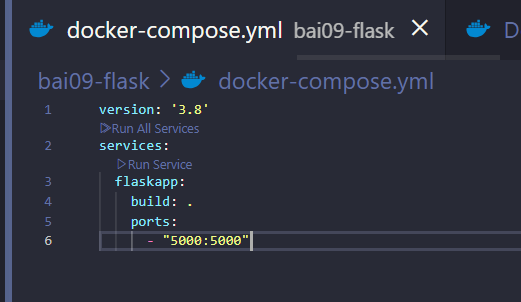 docker-compose.yml bai09-flask × D
bai09-flask > docker-compose.yml
1 version: '3.8'
Run All Services
2 services:
Run Service
3 flaskapp:
4 build: .
5 ports:
6 - "5000:5000"